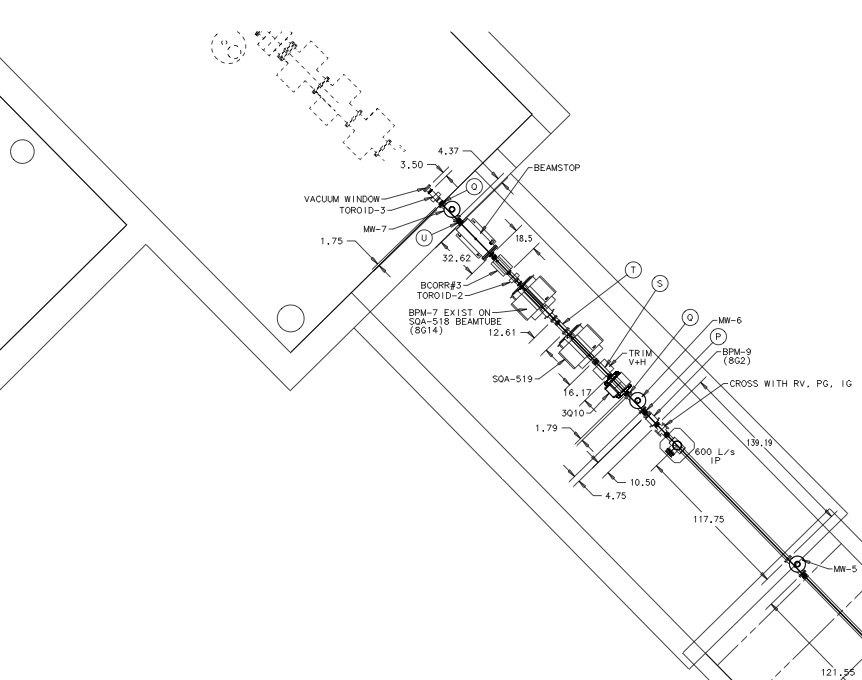 4.37
3.50
BEAMSTOP
Q
VACUUM WINDOW
TOROID-3
MW-7
U
1.75
18.5
32.62
T
BCORR#3
TOROID-2
S
BPM-7 EXIST ON
SQA-518 BEAMTUBE
(8G14)
12.61
Q
MW-6
P
TRIM
V+H
BPM-9
(8G2)
SQA-519
CROSS WITH RV, PG, IG
16.17
3Q10
1.79
139.19
600 L/s
IP
10.50
4.75
117.75
MW-5
121.55